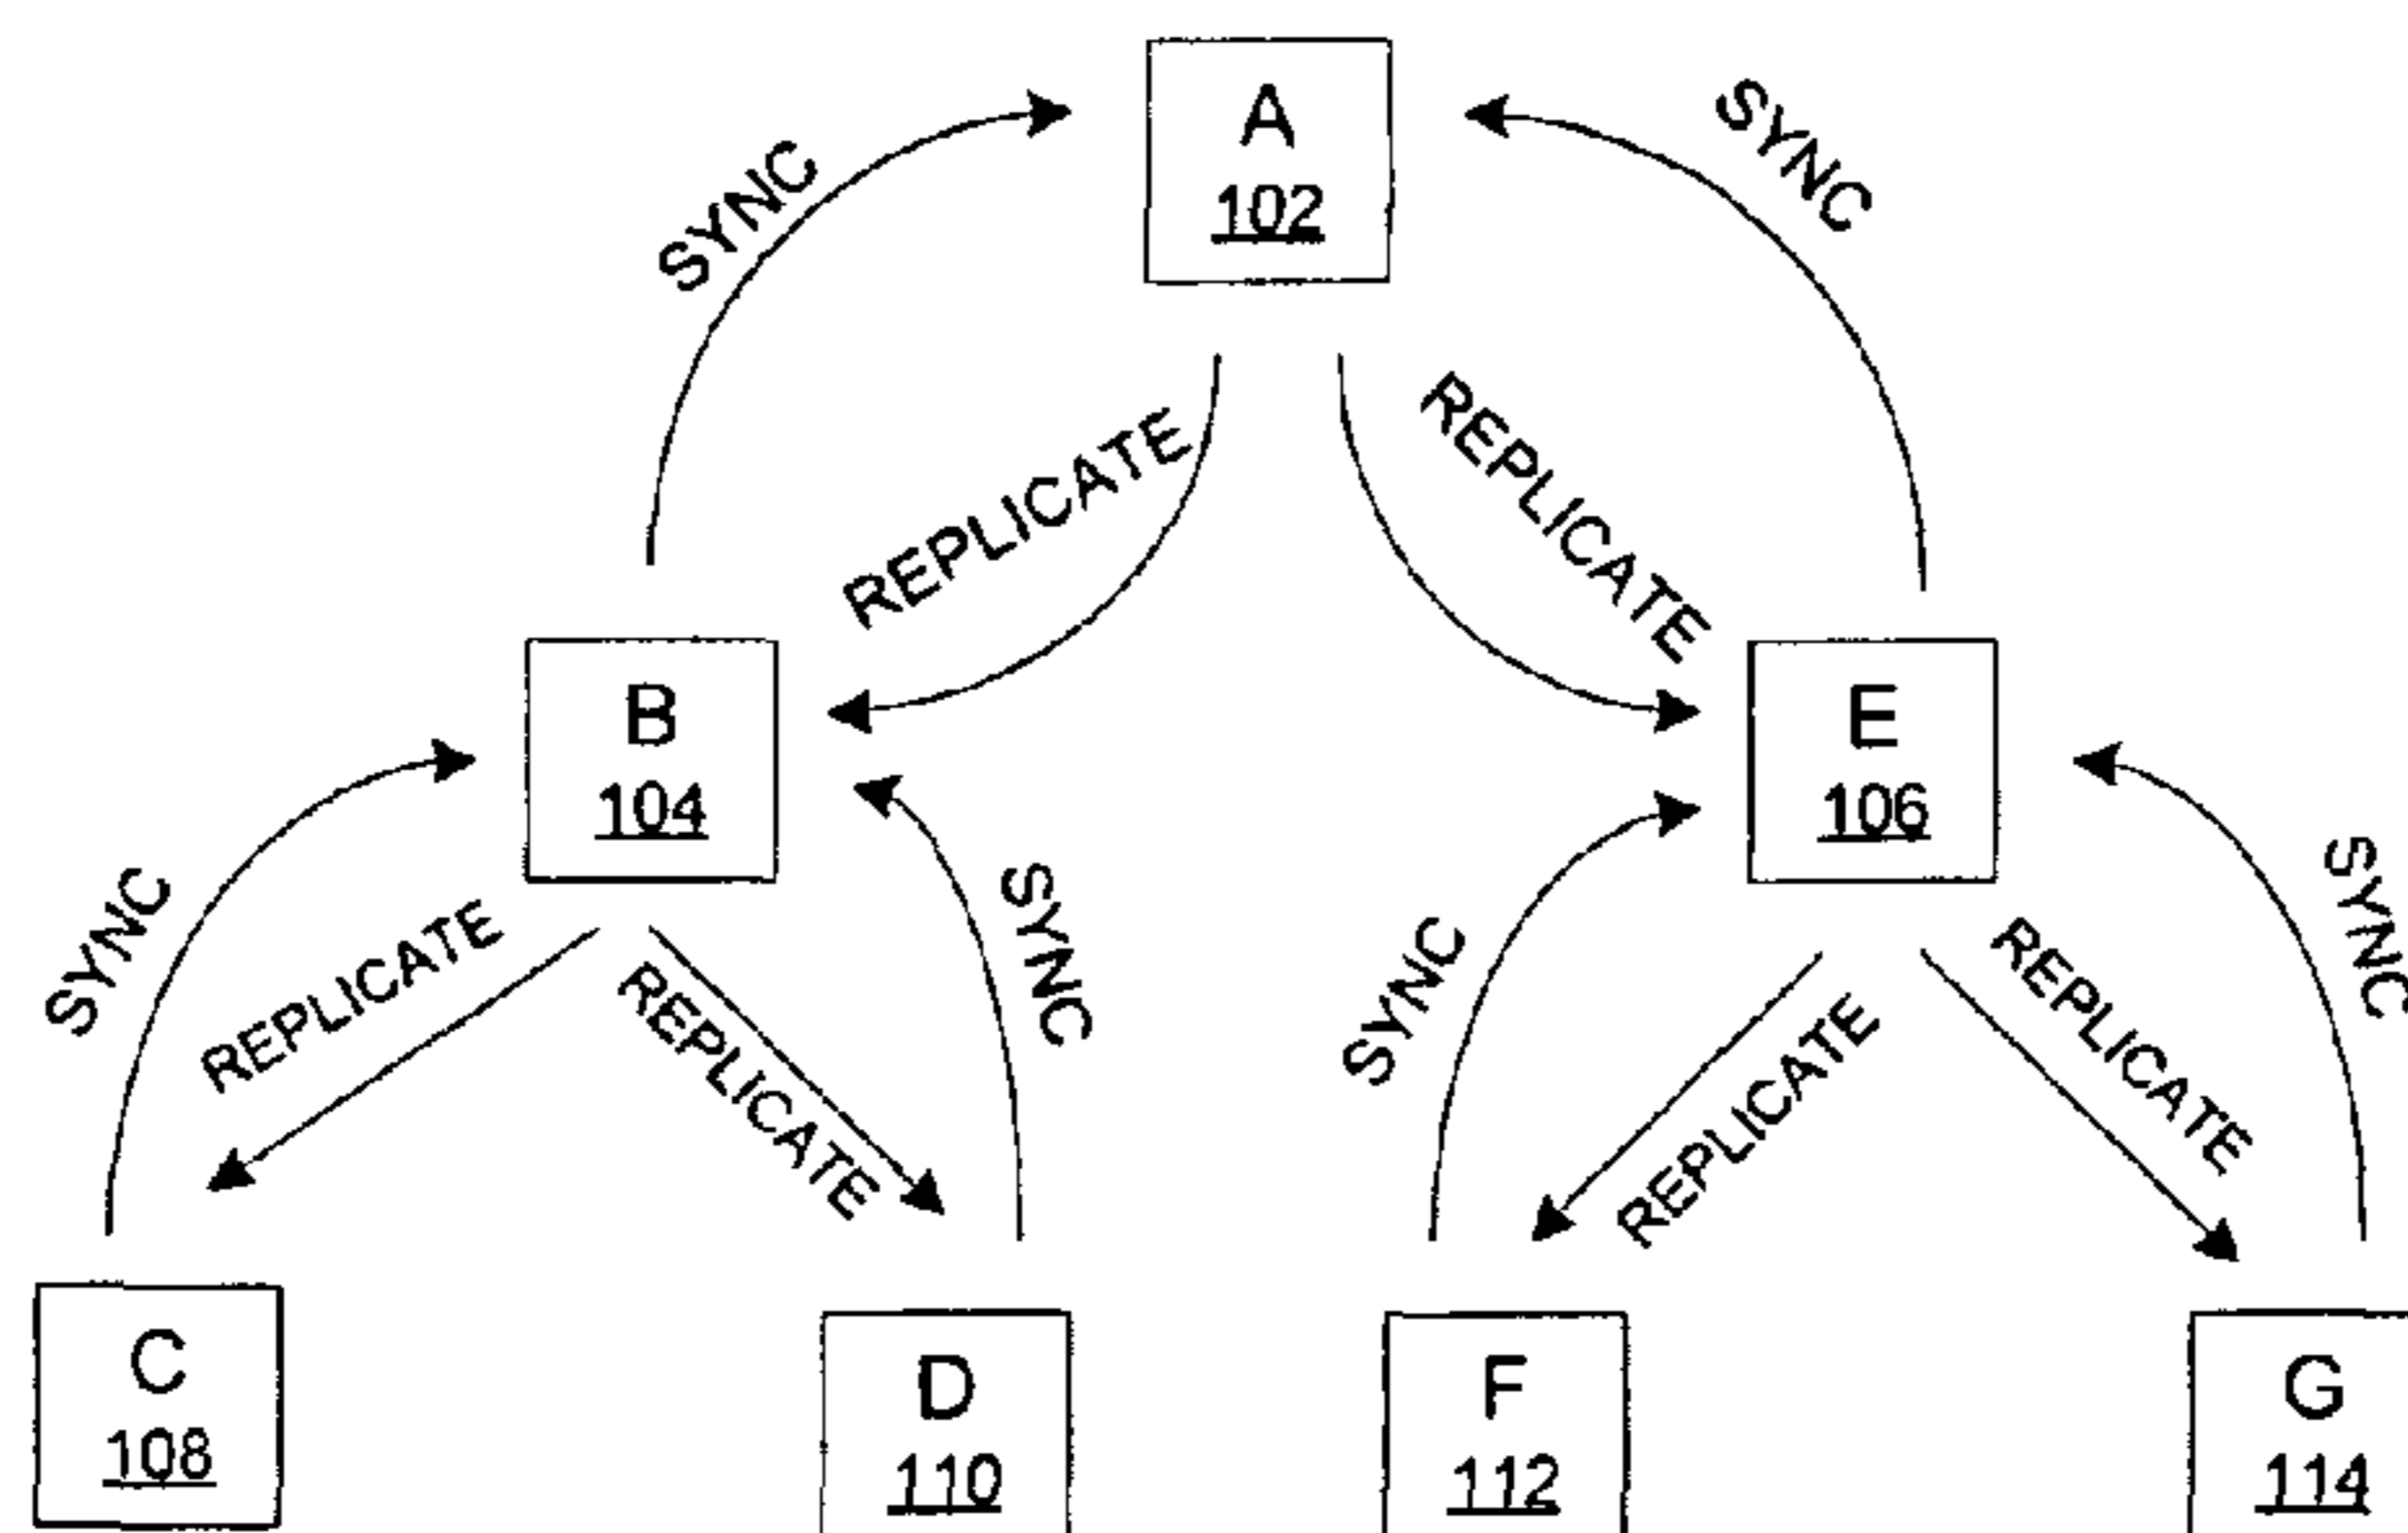 A
102
SYNC
SYNC
REPLICATE
REPLICATE
B
104
E
106
SYNC
REPLICATE
REPLICATE
SYNC
SYNC
REPLICATE
REPLICATE
SYNC
C
108
D
110
F
112
G
114